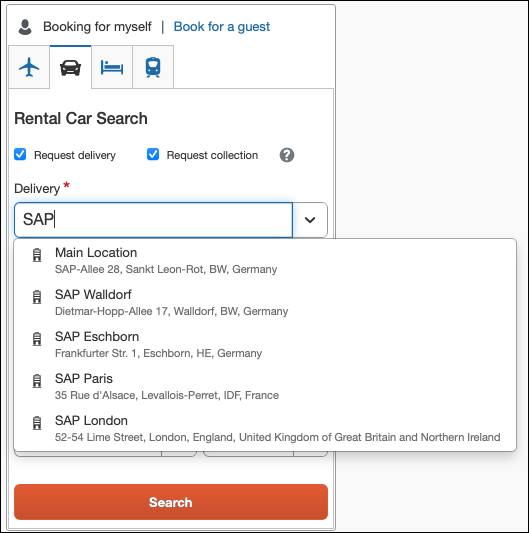 Booking for myself | Book for a guest
Rental Car Search
Request delivery Request collection ?
Delivery *
SAP
Main Location
SAP-Allee 28, Sankt Leon-Rot, BW, Germany
SAP Walldorf
Dietmar-Hopp-Allee 17, Walldorf, BW, Germany
SAP Eschborn
Frankfurter Str. 1, Eschborn, HE, Germany
SAP Paris
35 Rue d'Alsace, Levallois-Perret, IDF, France
SAP London
52-54 Lime Street, London, England, United Kingdom of Great Britain and Northern Ireland
Search